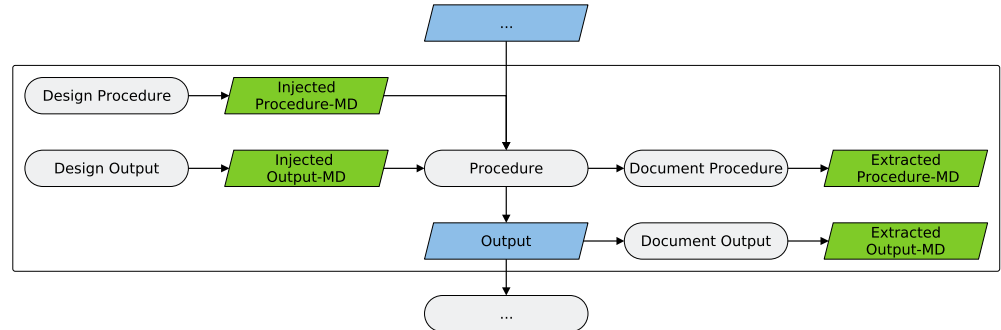 ...
Design Procedure
Injected
Procedure-MD
Design Output
Injected
Output-MD
Procedure
Document Procedure
Extracted
Procedure-MD
Output
Document Output
Extracted
Output-MD
...